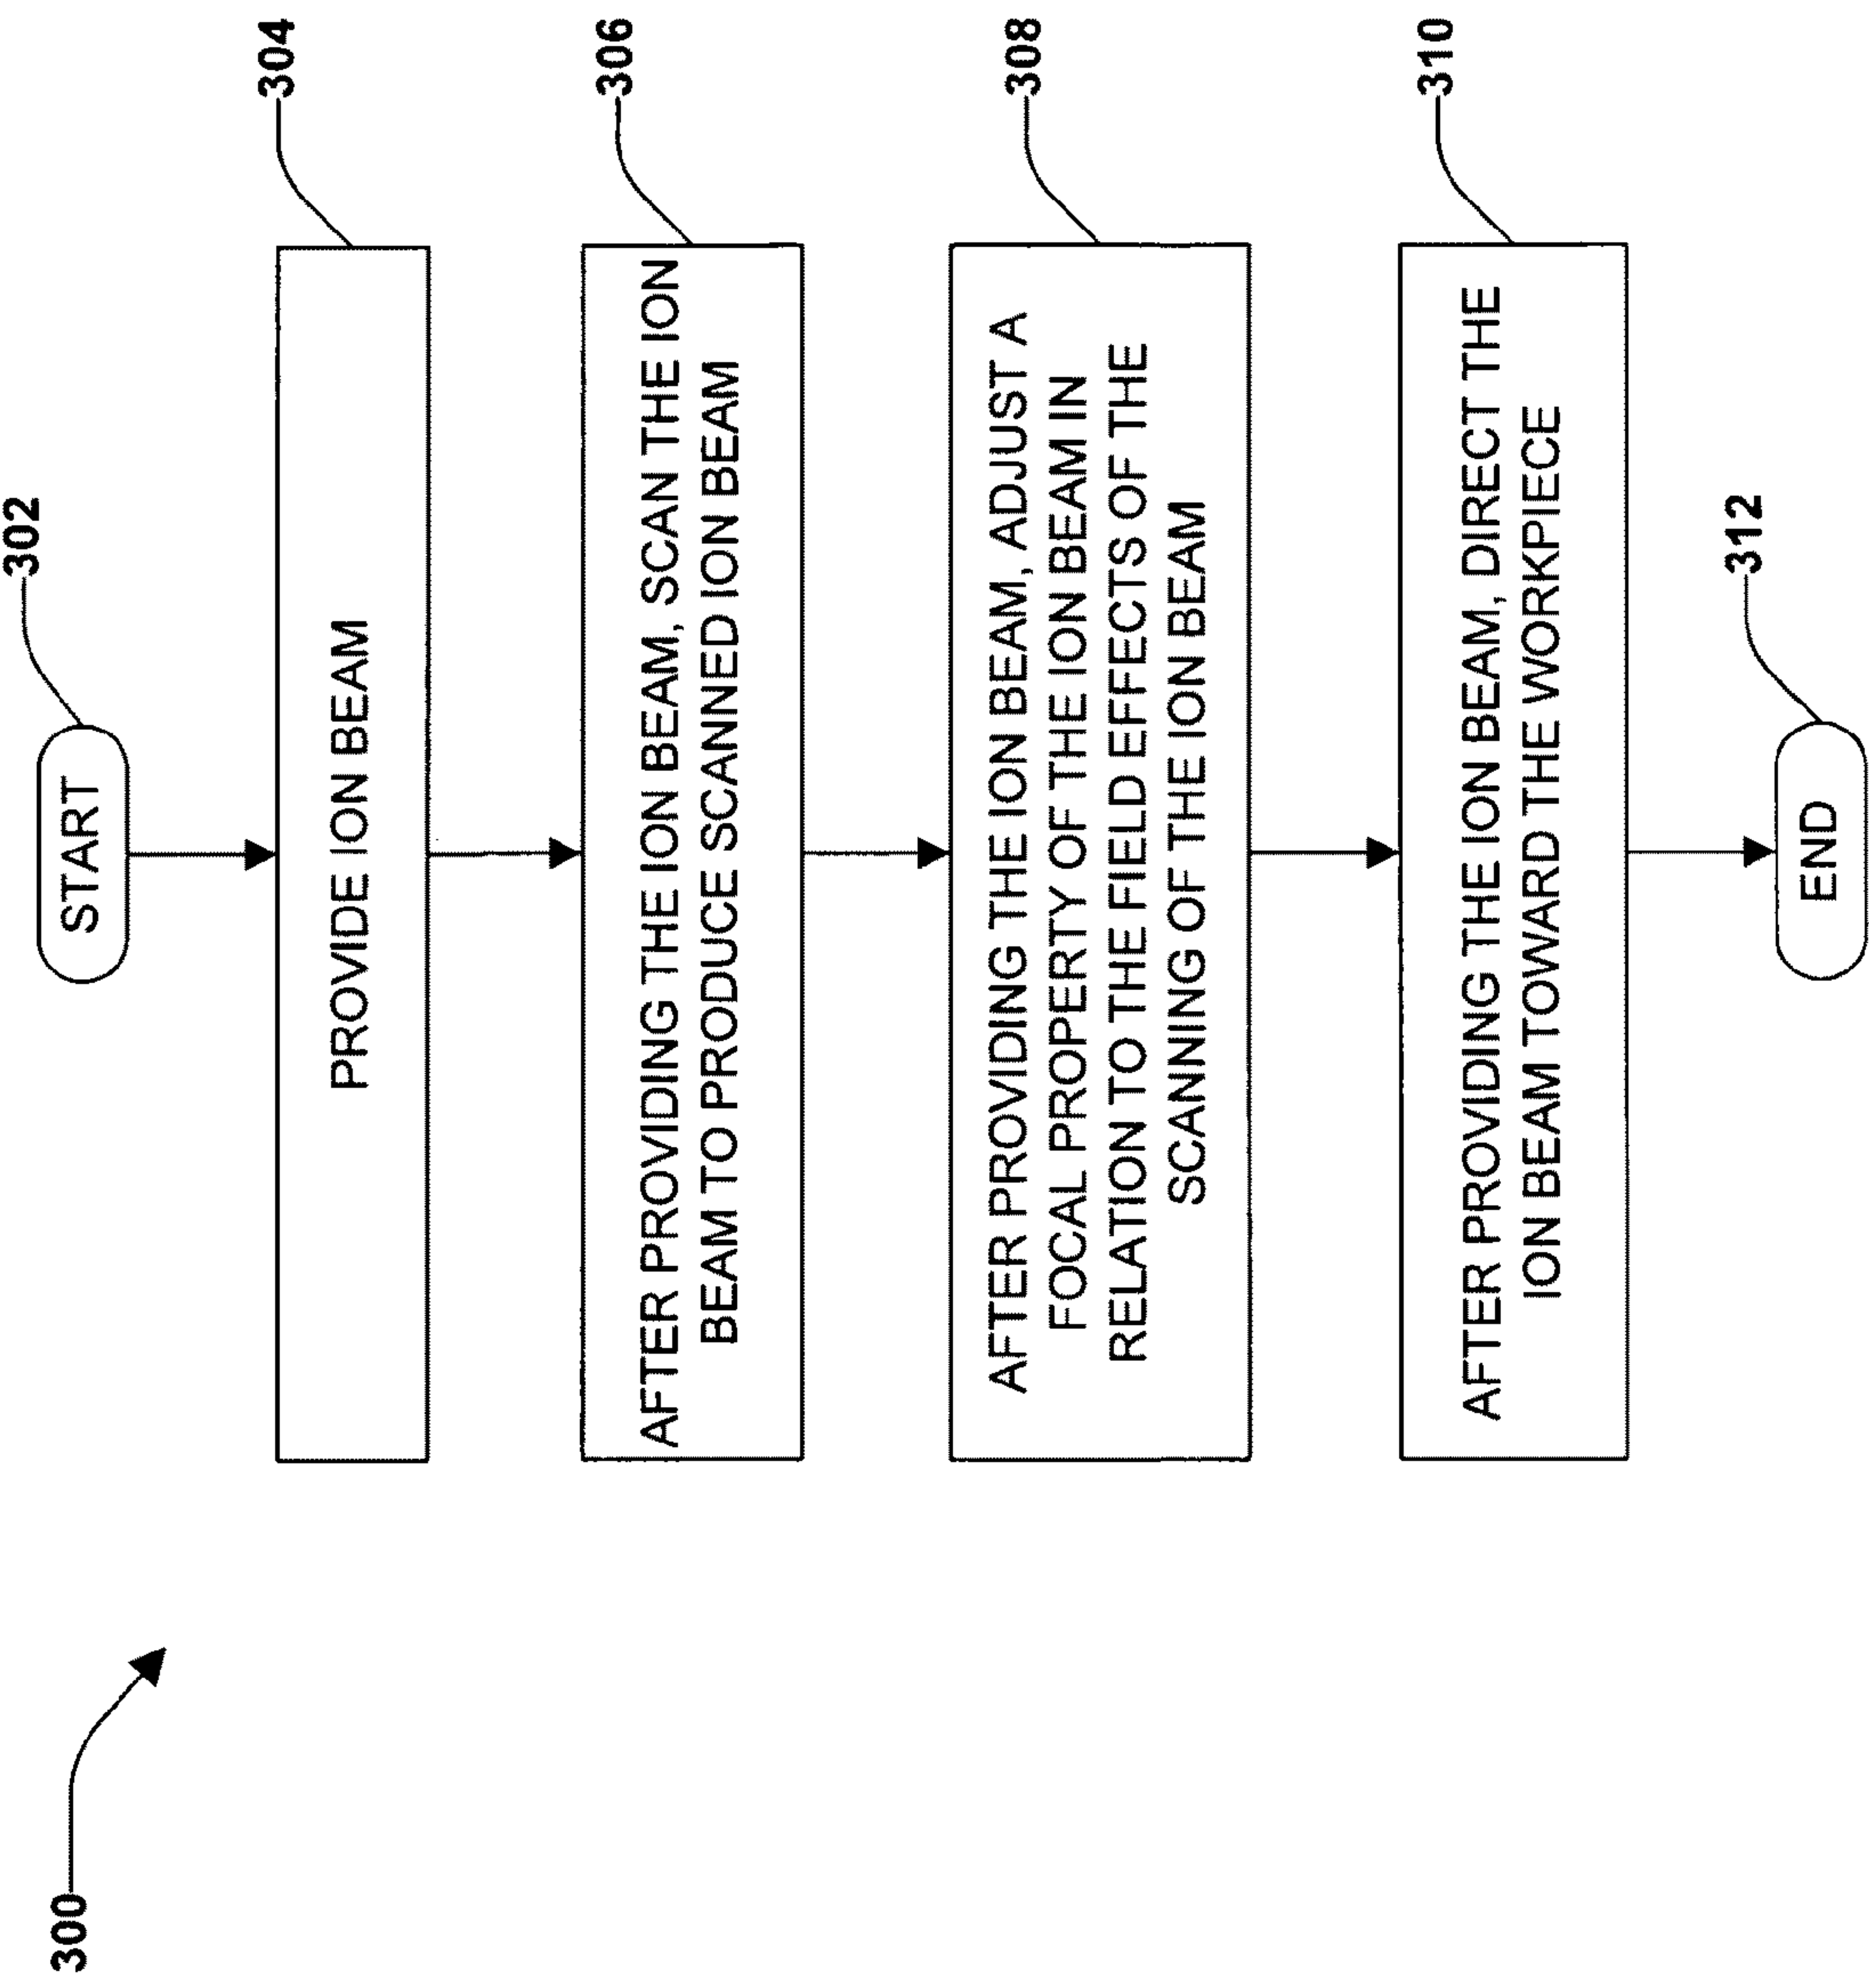 300
START
302
PROVIDE ION BEAM
304
AFTER PROVIDING THE ION BEAM, SCAN THE ION
BEAM TO PRODUCE SCANNED ION BEAM
306
AFTER PROVIDING THE ION BEAM, ADJUST A
FOCAL PROPERTY OF THE ION BEAM IN
RELATION TO THE FIELD EFFECTS OF THE
SCANNING OF THE ION BEAM
308
AFTER PROVIDING THE ION BEAM, DIRECT THE
ION BEAM TOWARD THE WORKPIECE
310
END
312